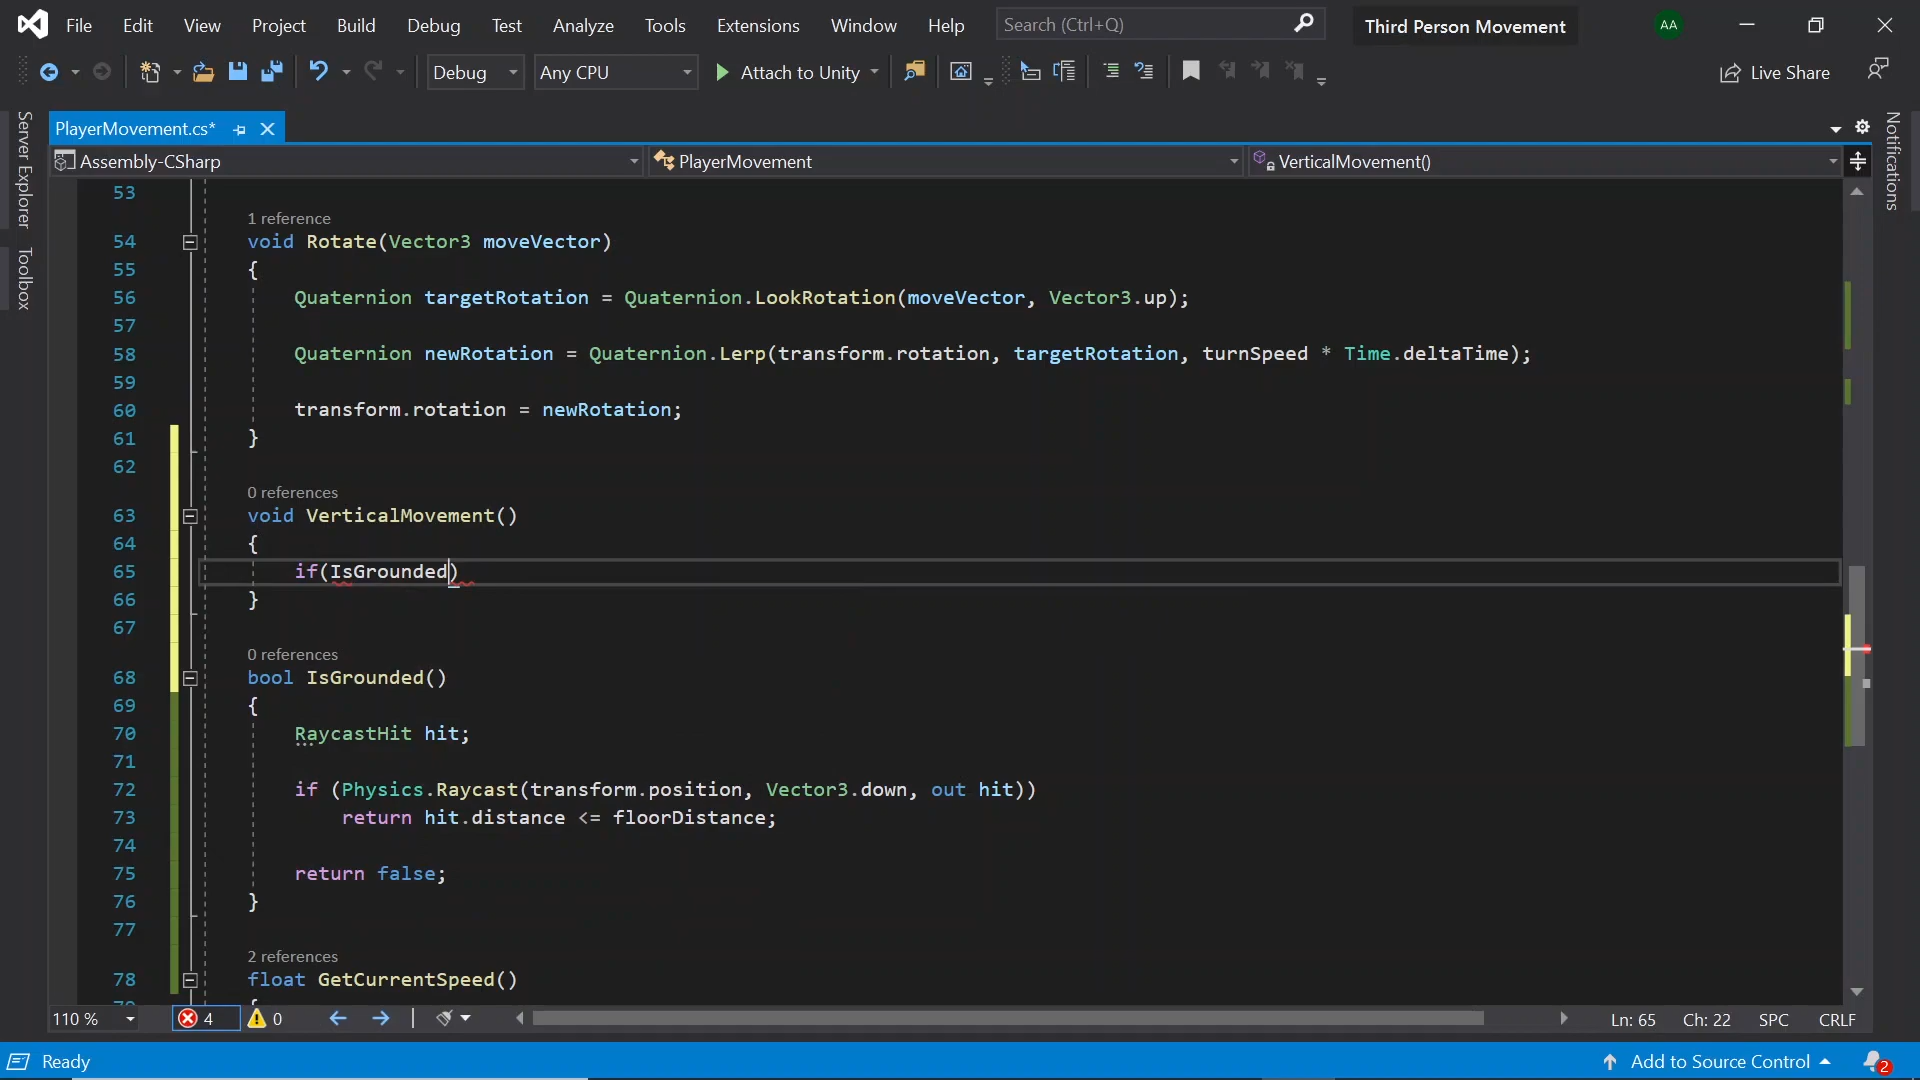 File Edit View Project Build Debug Test Analyze Tools Extensions Window Help Search (Ctrl+Q) Third Person Movement AA
Debug Any CPU Attach to Unity Live Share
Server Explorer
Toolbox
Notifications
PlayerMovement.cs*
Assembly-CSharp PlayerMovement VerticalMovement()
53
1 reference
54 void Rotate(Vector3 moveVector)
55 {
56 Quaternion targetRotation = Quaternion.LookRotation(moveVector, Vector3.up);
57
58 Quaternion newRotation = Quaternion.Lerp(transform.rotation, targetRotation, turnSpeed * Time.deltaTime);
59
60 transform.rotation = newRotation;
61 }
62
0 references
63 void VerticalMovement()
64 {
65 if(IsGrounded)
66 }
67
0 references
68 bool IsGrounded()
69 {
70 RaycastHit hit;
71
72 if (Physics.Raycast(transform.position, Vector3.down, out hit))
73 return hit.distance <= floorDistance;
74
75 return false;
76 }
77
2 references
78 float GetCurrentSpeed()
110 % 4 0 Ln: 65 Ch: 22 SPC CRLF
Ready Add to Source Control 2